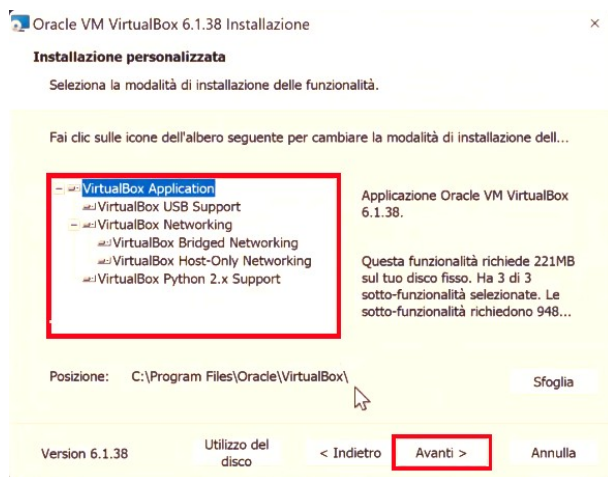 Oracle VM VirtualBox 6.1.38 Installazione
Installazione personalizzata
Seleziona la modalità di installazione delle funzionalità.
Fai clic sulle icone dell'albero seguente per cambiare la modalità di installazione dell...
VirtualBox Application
VirtualBox USB Support
VirtualBox Networking
VirtualBox Bridged Networking
VirtualBox Host-Only Networking
VirtualBox Python 2.x Support
Applicazione Oracle VM VirtualBox
6.1.38.
Questa funzionalità richiede 221MB
sul tuo disco fisso. Ha 3 di 3
sotto-funzionalità selezionate. Le
sotto-funzionalità richiedono 948...
Posizione: C:\Program Files\Oracle\VirtualBox\
Sfoglia
Version 6.1.38
Utilizzo del
disco
< Indietro
Avanti >
Annulla